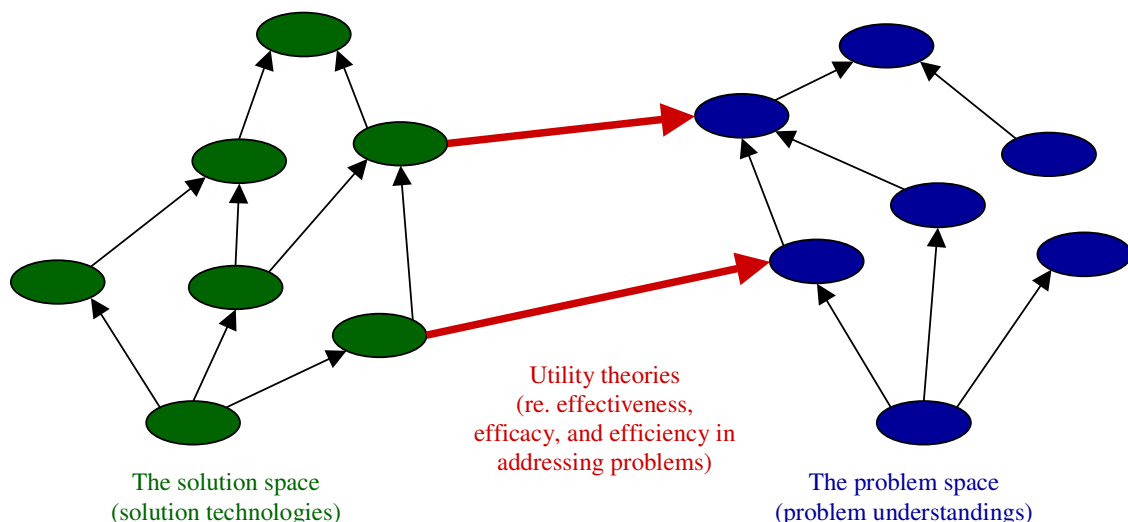 Utility theories
(re. effectiveness,
efficacy, and efficiency in
addressing problems)
The solution space
(solution technologies)
The problem space
(problem understandings)